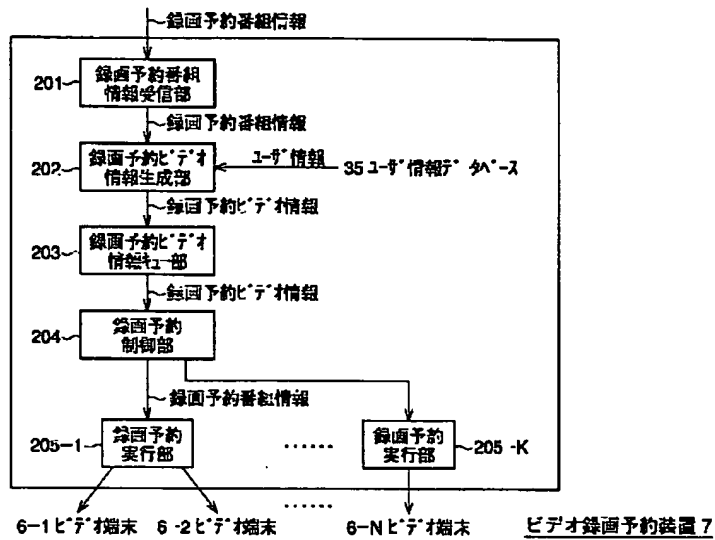 録画予約番組情報
201
録画予約番組
情報受信部
録画予約番組情報
202
録画予約ビデオ
情報生成部
ユーザ情報
35 ユーザ情報データベース
録画予約ビデオ情報
203
録画予約ビデオ
情報キュー部
録画予約ビデオ情報
204
録画予約
制御部
録画予約番組情報
205-1
録画予約
実行部
……
録画予約
実行部
205-K
……
6-1 ビデオ端末
6-2 ビデオ端末
6-N ビデオ端末
ビデオ録画予約装置 7